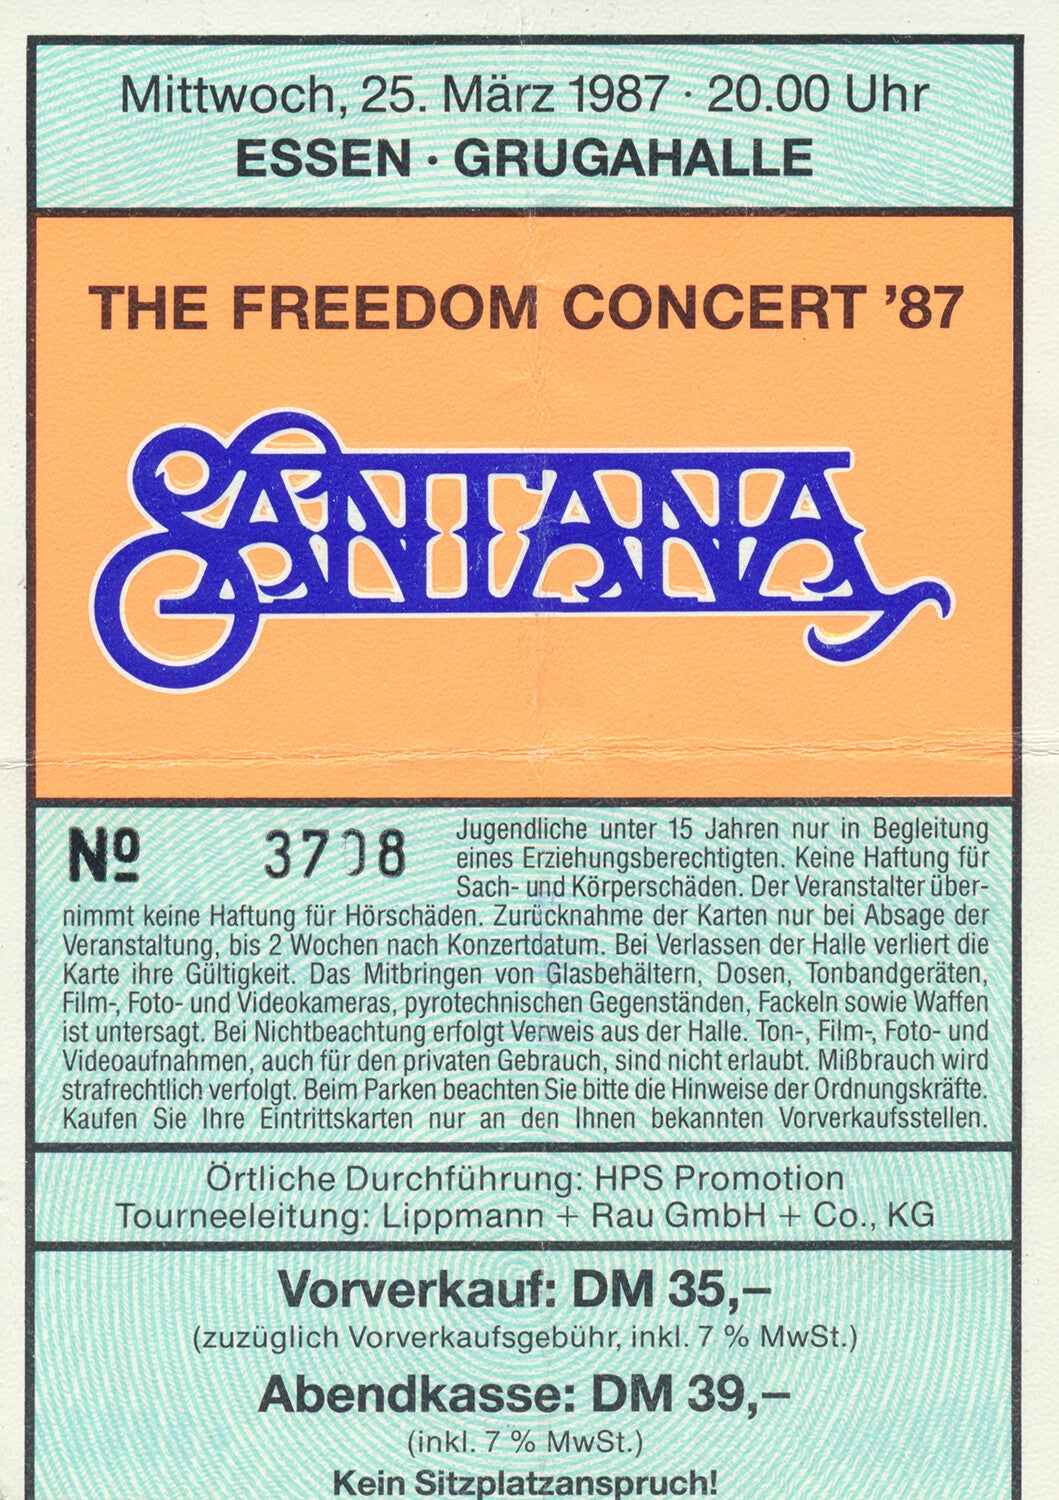 Mittwoch, 25. März 1987 · 20.00 Uhr
ESSEN · GRUGAHALLE
THE FREEDOM CONCERT ’87
SANTANA
Nº 3708
Jugendliche unter 15 Jahren nur in Begleitung
eines Erziehungsberechtigten. Keine Haftung für
Sach- und Körperschäden. Der Veranstalter über-
nimmt keine Haftung für Hörschäden. Zurücknahme der Karten nur bei Absage der
Veranstaltung, bis 2 Wochen nach Konzertdatum. Bei Verlassen der Halle verliert die
Karte ihre Gültigkeit. Das Mitbringen von Glasbehältern, Dosen, Tonbandgeräten,
Film-, Foto- und Videokameras, pyrotechnischen Gegenständen, Fackeln sowie Waffen
ist untersagt. Bei Nichtbeachtung erfolgt Verweis aus der Halle. Ton-, Film-, Foto- und
Videoaufnahmen, auch für den privaten Gebrauch, sind nicht erlaubt. Mißbrauch wird
strafrechtlich verfolgt. Beim Parken beachten Sie bitte die Hinweise der Ordnungskräfte.
Kaufen Sie Ihre Eintrittskarten nur an den Ihnen bekannten Vorverkaufsstellen.
Örtliche Durchführung: HPS Promotion
Tourneeleitung: Lippmann + Rau GmbH + Co., KG
Vorverkauf: DM 35,–
(zuzüglich Vorverkaufsgebühr, inkl. 7 % MwSt.)
Abendkasse: DM 39,–
(inkl. 7 % MwSt.)
Kein Sitzplatzanspruch!